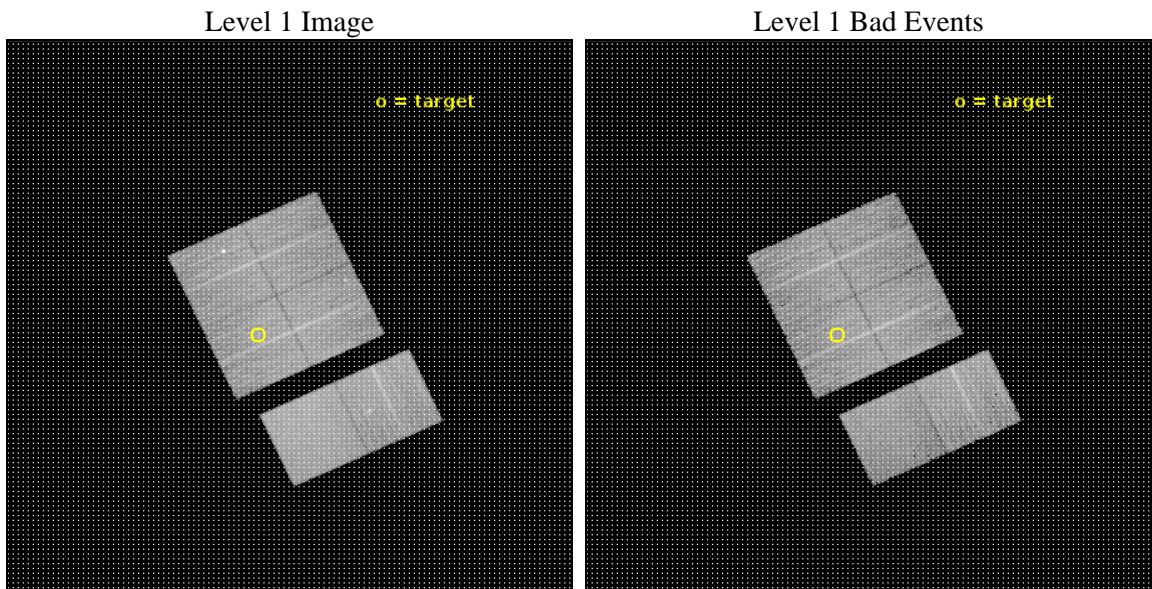 Level 1 Image
Level 1 Bad Events
o = target
o = target